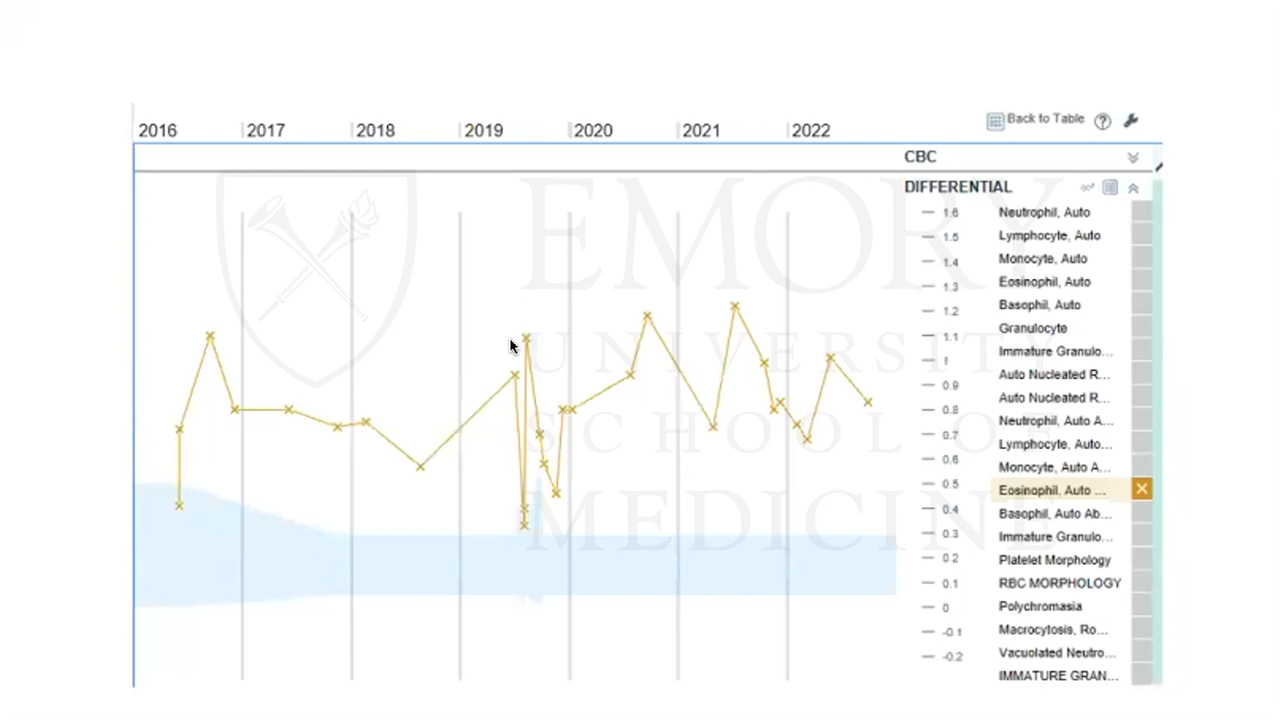 2016 2017 2018 2019 2020 2021 2022
Back to Table
CBC
DIFFERENTIAL
1.6 Neutrophil, Auto
1.5 Lymphocyte, Auto
1.4 Monocyte, Auto
1.3 Eosinophil, Auto
1.2 Basophil, Auto
1.1 Granulocyte
1 Immature Granulo...
0.9 Auto Nucleated R...
0.8 Auto Nucleated R...
0.7 Neutrophil, Auto A...
0.6 Lymphocyte, Auto...
0.5 Monocyte, Auto A...
0.4 Eosinophil, Auto ...
0.3 Basophil, Auto Ab...
0.2 Immature Granulo...
0.1 Platelet Morphology
0 RBC MORPHOLOGY
-0.1 Polychromasia
-0.2 Macrocytosis, Ro...
Vacuolated Neutro...
IMMATURE GRAN...
EMORY
UNIVERSITY
SCHOOL OF
MEDICINE